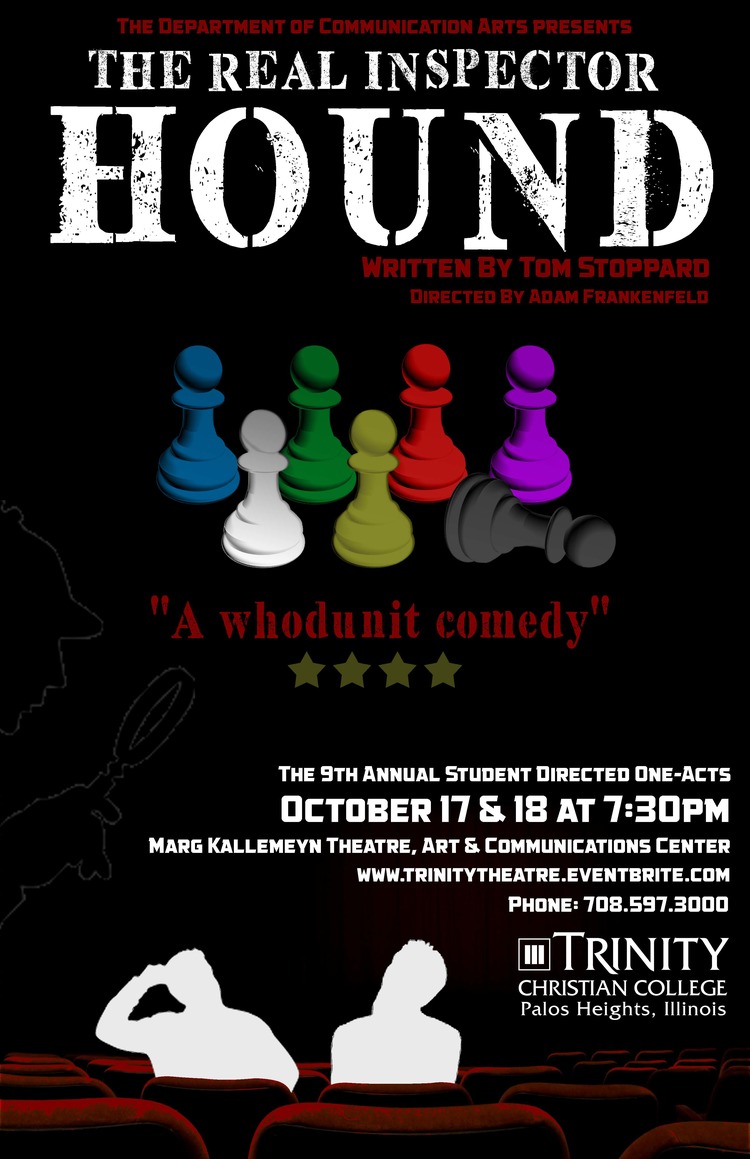 The Department of Communication Arts presents
THE REAL INSPECTOR
HOUND
Written By Tom Stoppard
Directed By Adam Frankenfeld
"A whodunit comedy"
The 9th Annual Student Directed One-Acts
October 17 & 18 at 7:30pm
Marg Kallemeyn Theatre, Art & Communications Center
www.trinitytheatre.eventbrite.com
Phone: 708.597.3000
TRINITY
CHRISTIAN COLLEGE
Palos Heights, Illinois